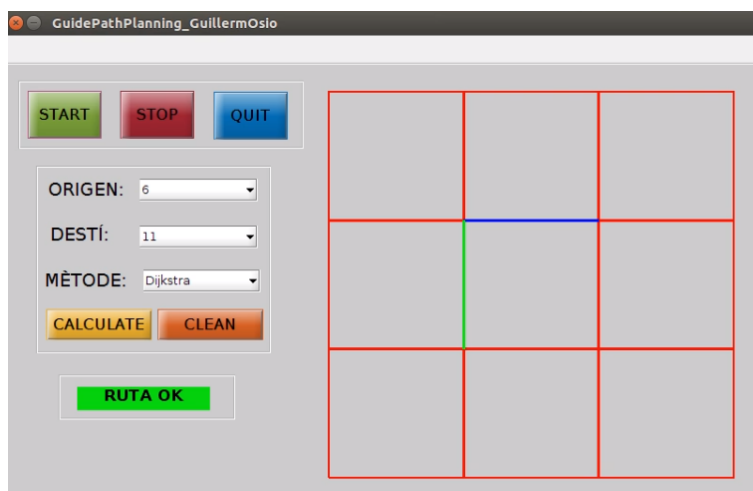 GuidePathPlanning_GuillermOsio
START STOP QUIT
ORIGEN: 6
DESTÍ: 11
MÈTODE: Dijkstra
CALCULATE CLEAN
RUTA OK